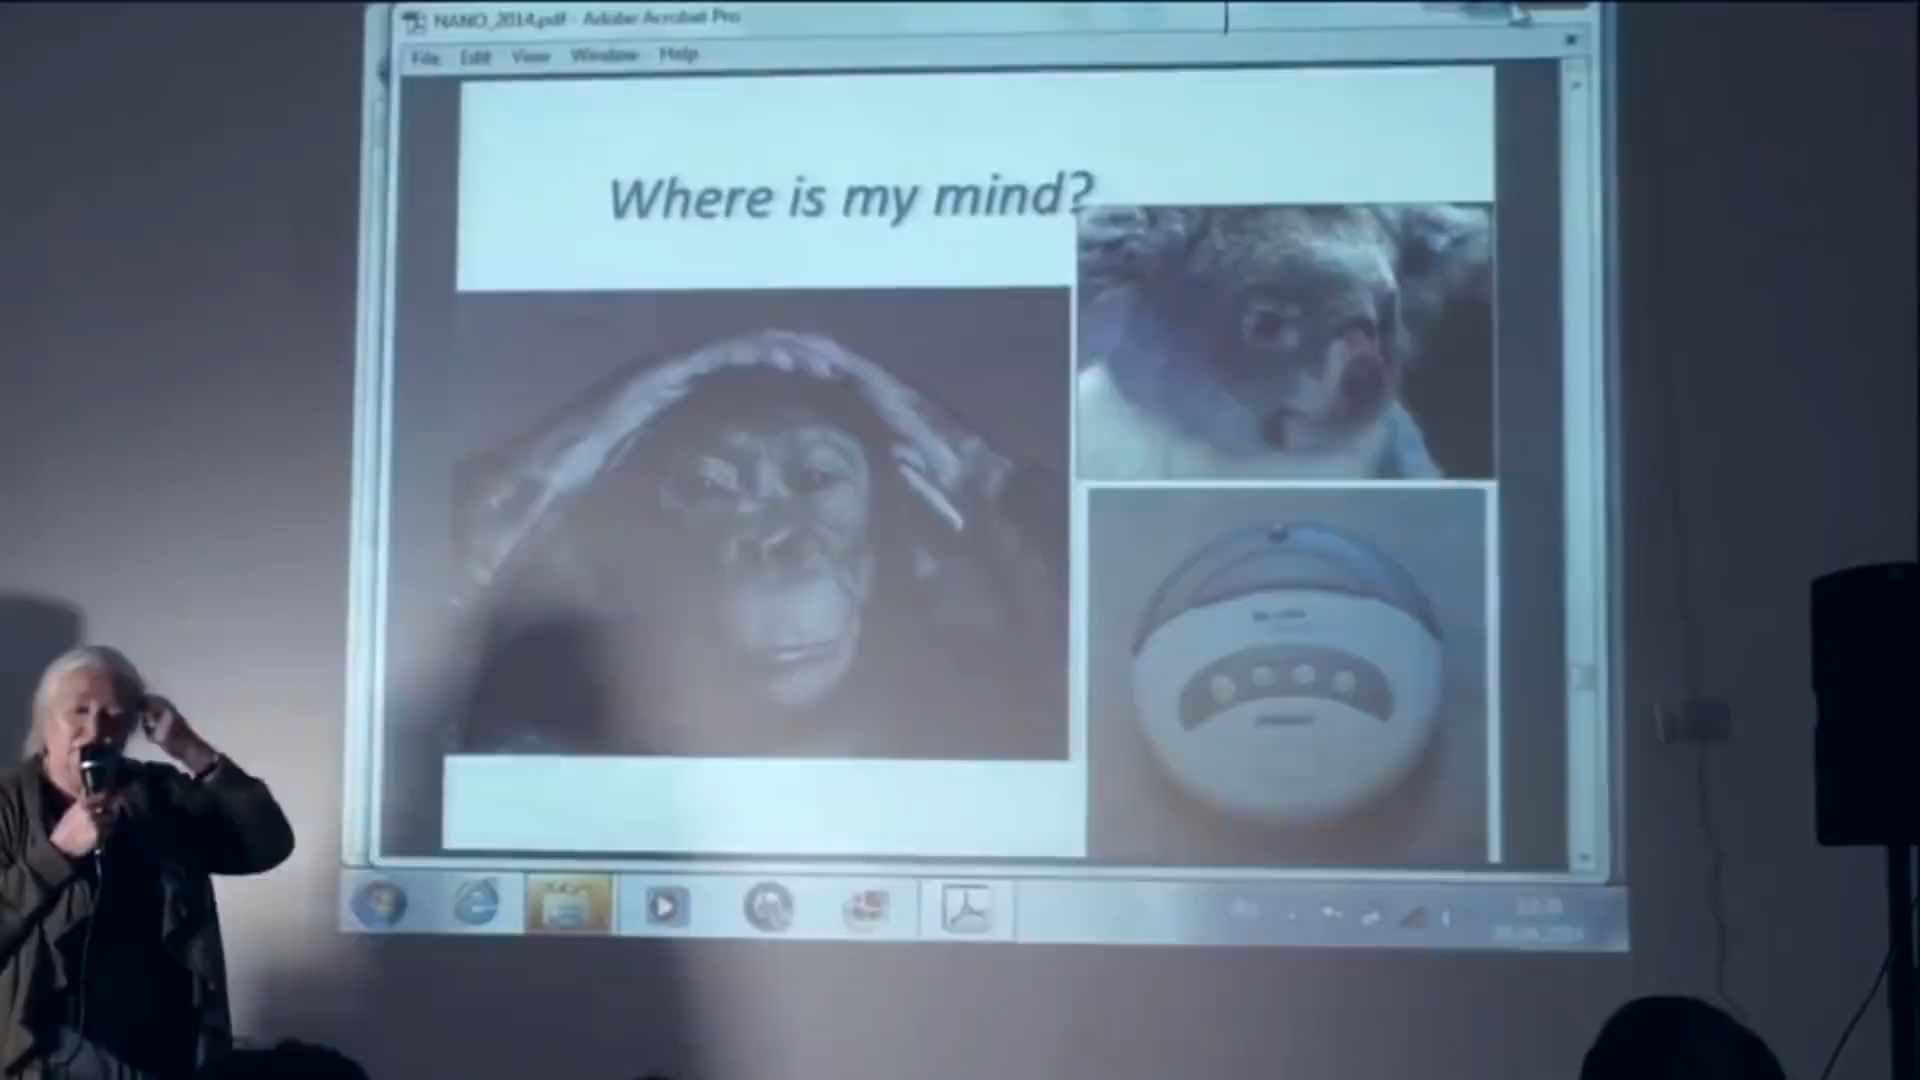 NANO_2014.pdf - Adobe Acrobat Pro
File Edit View Window Help
Where is my mind?